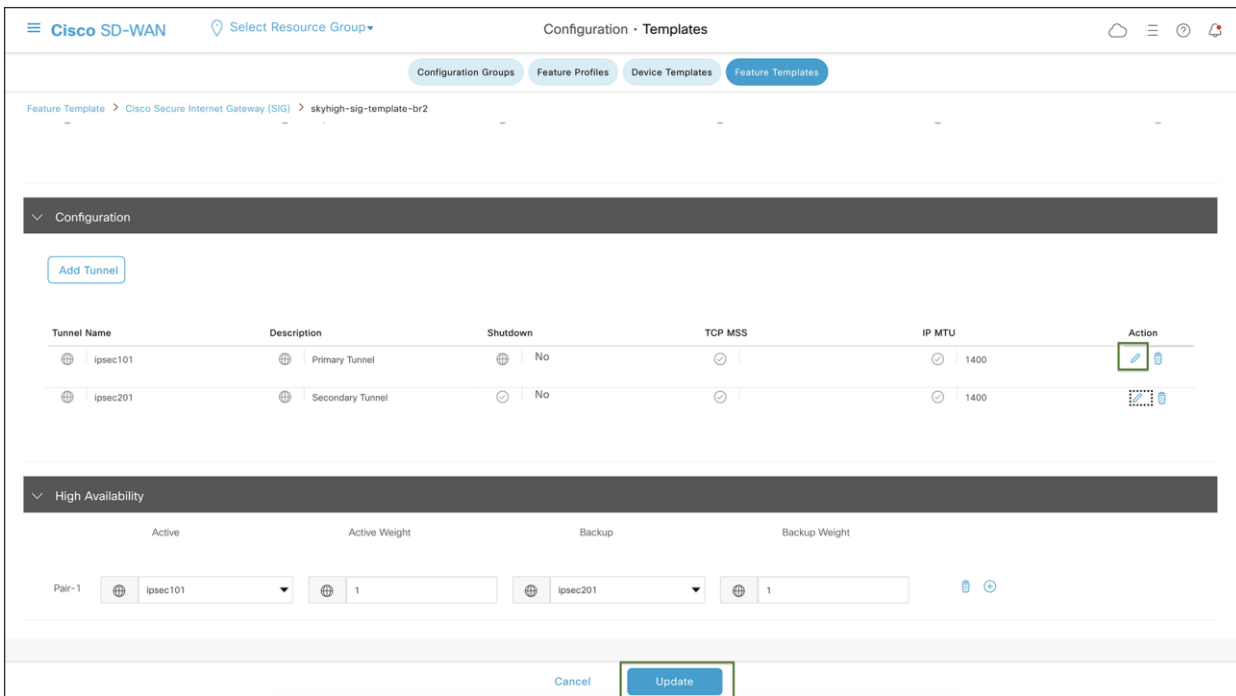 Cisco SD-WAN Select Resource Group Configuration · Templates
Configuration Groups Feature Profiles Device Templates Feature Templates
Feature Template > Cisco Secure Internet Gateway (SIG) > skyhigh-sig-template-br2
Configuration
Add Tunnel
Tunnel Name Description Shutdown TCP MSS IP MTU Action
ipsec101 Primary Tunnel No 1400
ipsec201 Secondary Tunnel No 1400
High Availability
Active Active Weight Backup Backup Weight
Pair-1 ipsec101 1 ipsec201 1
Cancel Update